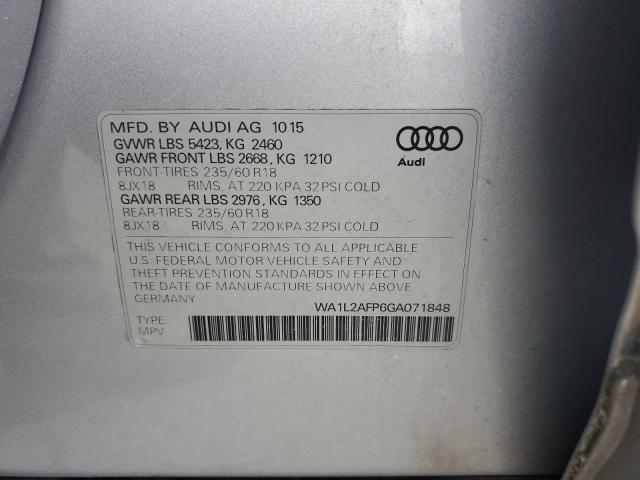 MFD. BY AUDI AG 10 15
GVWR LBS 5423, KG 2460
GAWR FRONT LBS 2668, KG 1210
FRONT-TIRES 235/60 R18
8JX18 RIMS, AT 220 KPA 32 PSI COLD
GAWR REAR LBS 2976, KG 1350
REAR-TIRES 235/60 R18
8JX18 RIMS, AT 220 KPA 32 PSI COLD
Audi
THIS VEHICLE CONFORMS TO ALL APPLICABLE
U.S. FEDERAL MOTOR VEHICLE SAFETY AND
THEFT PREVENTION STANDARDS IN EFFECT ON
THE DATE OF MANUFACTURE SHOWN ABOVE
GERMANY
WA1L2AFP6GA071848
TYPE
MPV